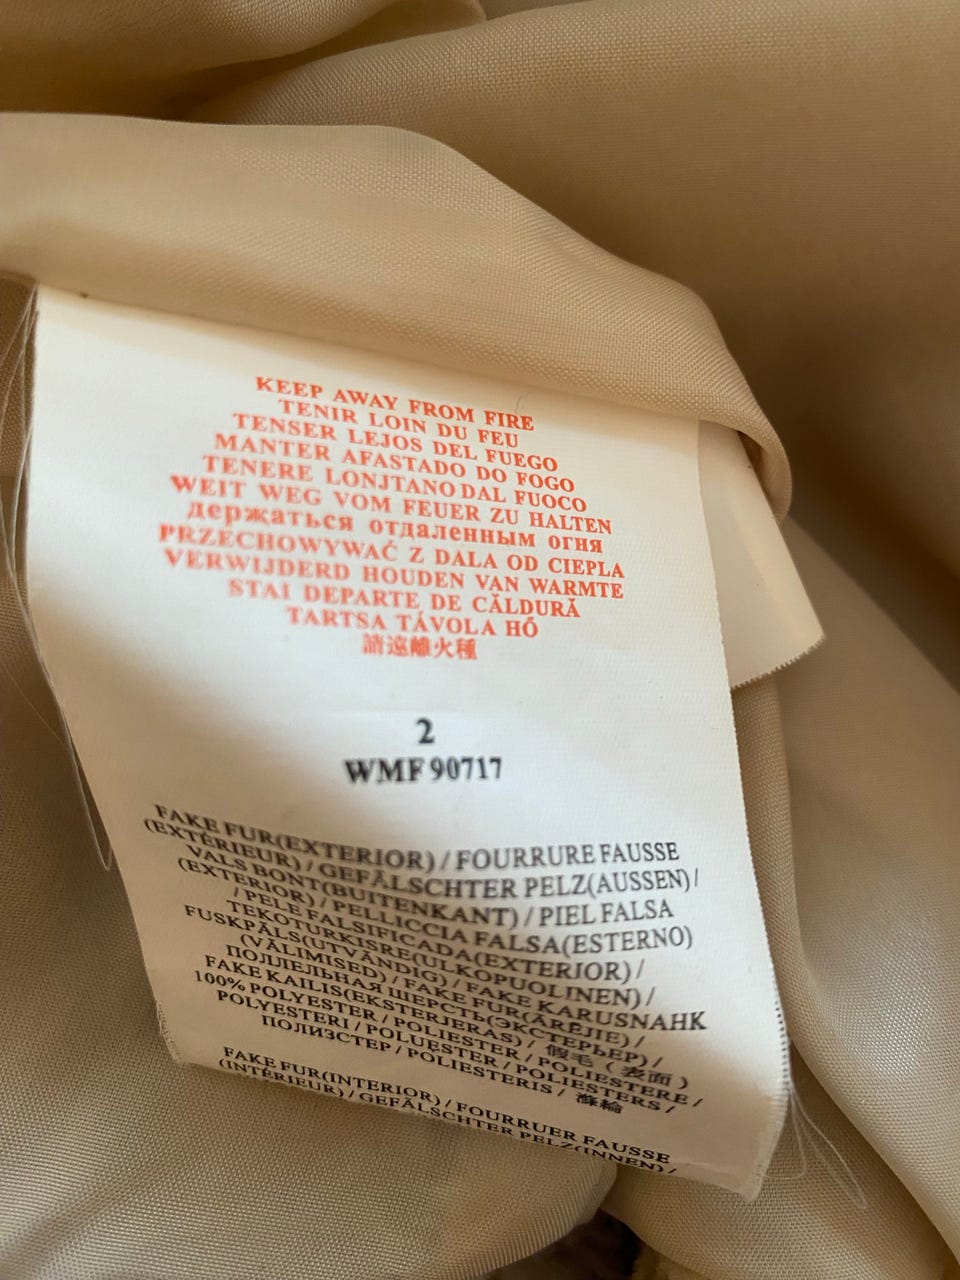 KEEP AWAY FROM FIRE
TENIR LOIN DU FEU
TENSER LEJOS DEL FUEGO
MANTER AFASTADO DO FOGO
TENERE LONJTANO DAL FUOCO
WEIT WEG VOM FEUER ZU HALTEN
держаться отдаленным огня
PRZECHOWYWAĆ Z DALA OD CIEPLA
VERWIJDERD HOUDEN VAN WARMTE
STAI DEPARTE DE CĂLDURĂ
TARTSA TÁVOLA HŐ
請遠離火種
2
WMF 90717
FAKE FUR(EXTERIOR) / FOURRURE FAUSSE
(EXTÉRIEUR) / GEFÄLSCHTER PELZ(AUSSEN) /
VALS BONT(BUITENKANT) / PIEL FALSA
(EXTERIOR) / PELLICCIA FALSA(ESTERNO)
/ PELE FALSIFICADA(EXTERIOR) /
TEKOTURKISRE(ULKOPUOLINEN) /
FUSKPÄLS(UTVÄNDIG) / FAKE KARUSNAHK
(VÄLIMISED) / FAKE FUR(ĀRĒJIE) /
ПОЛЛЕЛЬНАЯ ШЕРСТЬ(ЭКСТЕРЬЕР) /
FAKE KAILIS(EKSTERJERAS) / 假毛 ( 表面 )
100% POLYESTER / POLIESTER / POLIESTERE /
POLYESTERI / POLUESTER / POLIESTERS /
ПОЛИЭСТЕР / POLIESTERIS / 滌綸
FAKE FUR(INTERIOR) / FOURRUER FAUSSE
(INTÉRIEUR) / GEFÄLSCHTER PELZ(INNEN) /